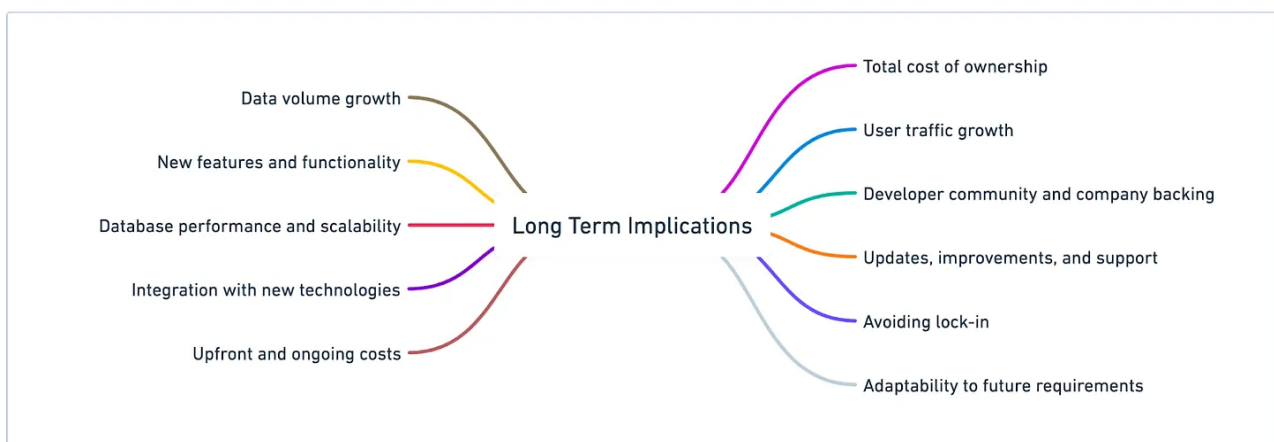 Data volume growth
New features and functionality
Database performance and scalability
Integration with new technologies
Upfront and ongoing costs
Long Term Implications
Total cost of ownership
User traffic growth
Developer community and company backing
Updates, improvements, and support
Avoiding lock-in
Adaptability to future requirements